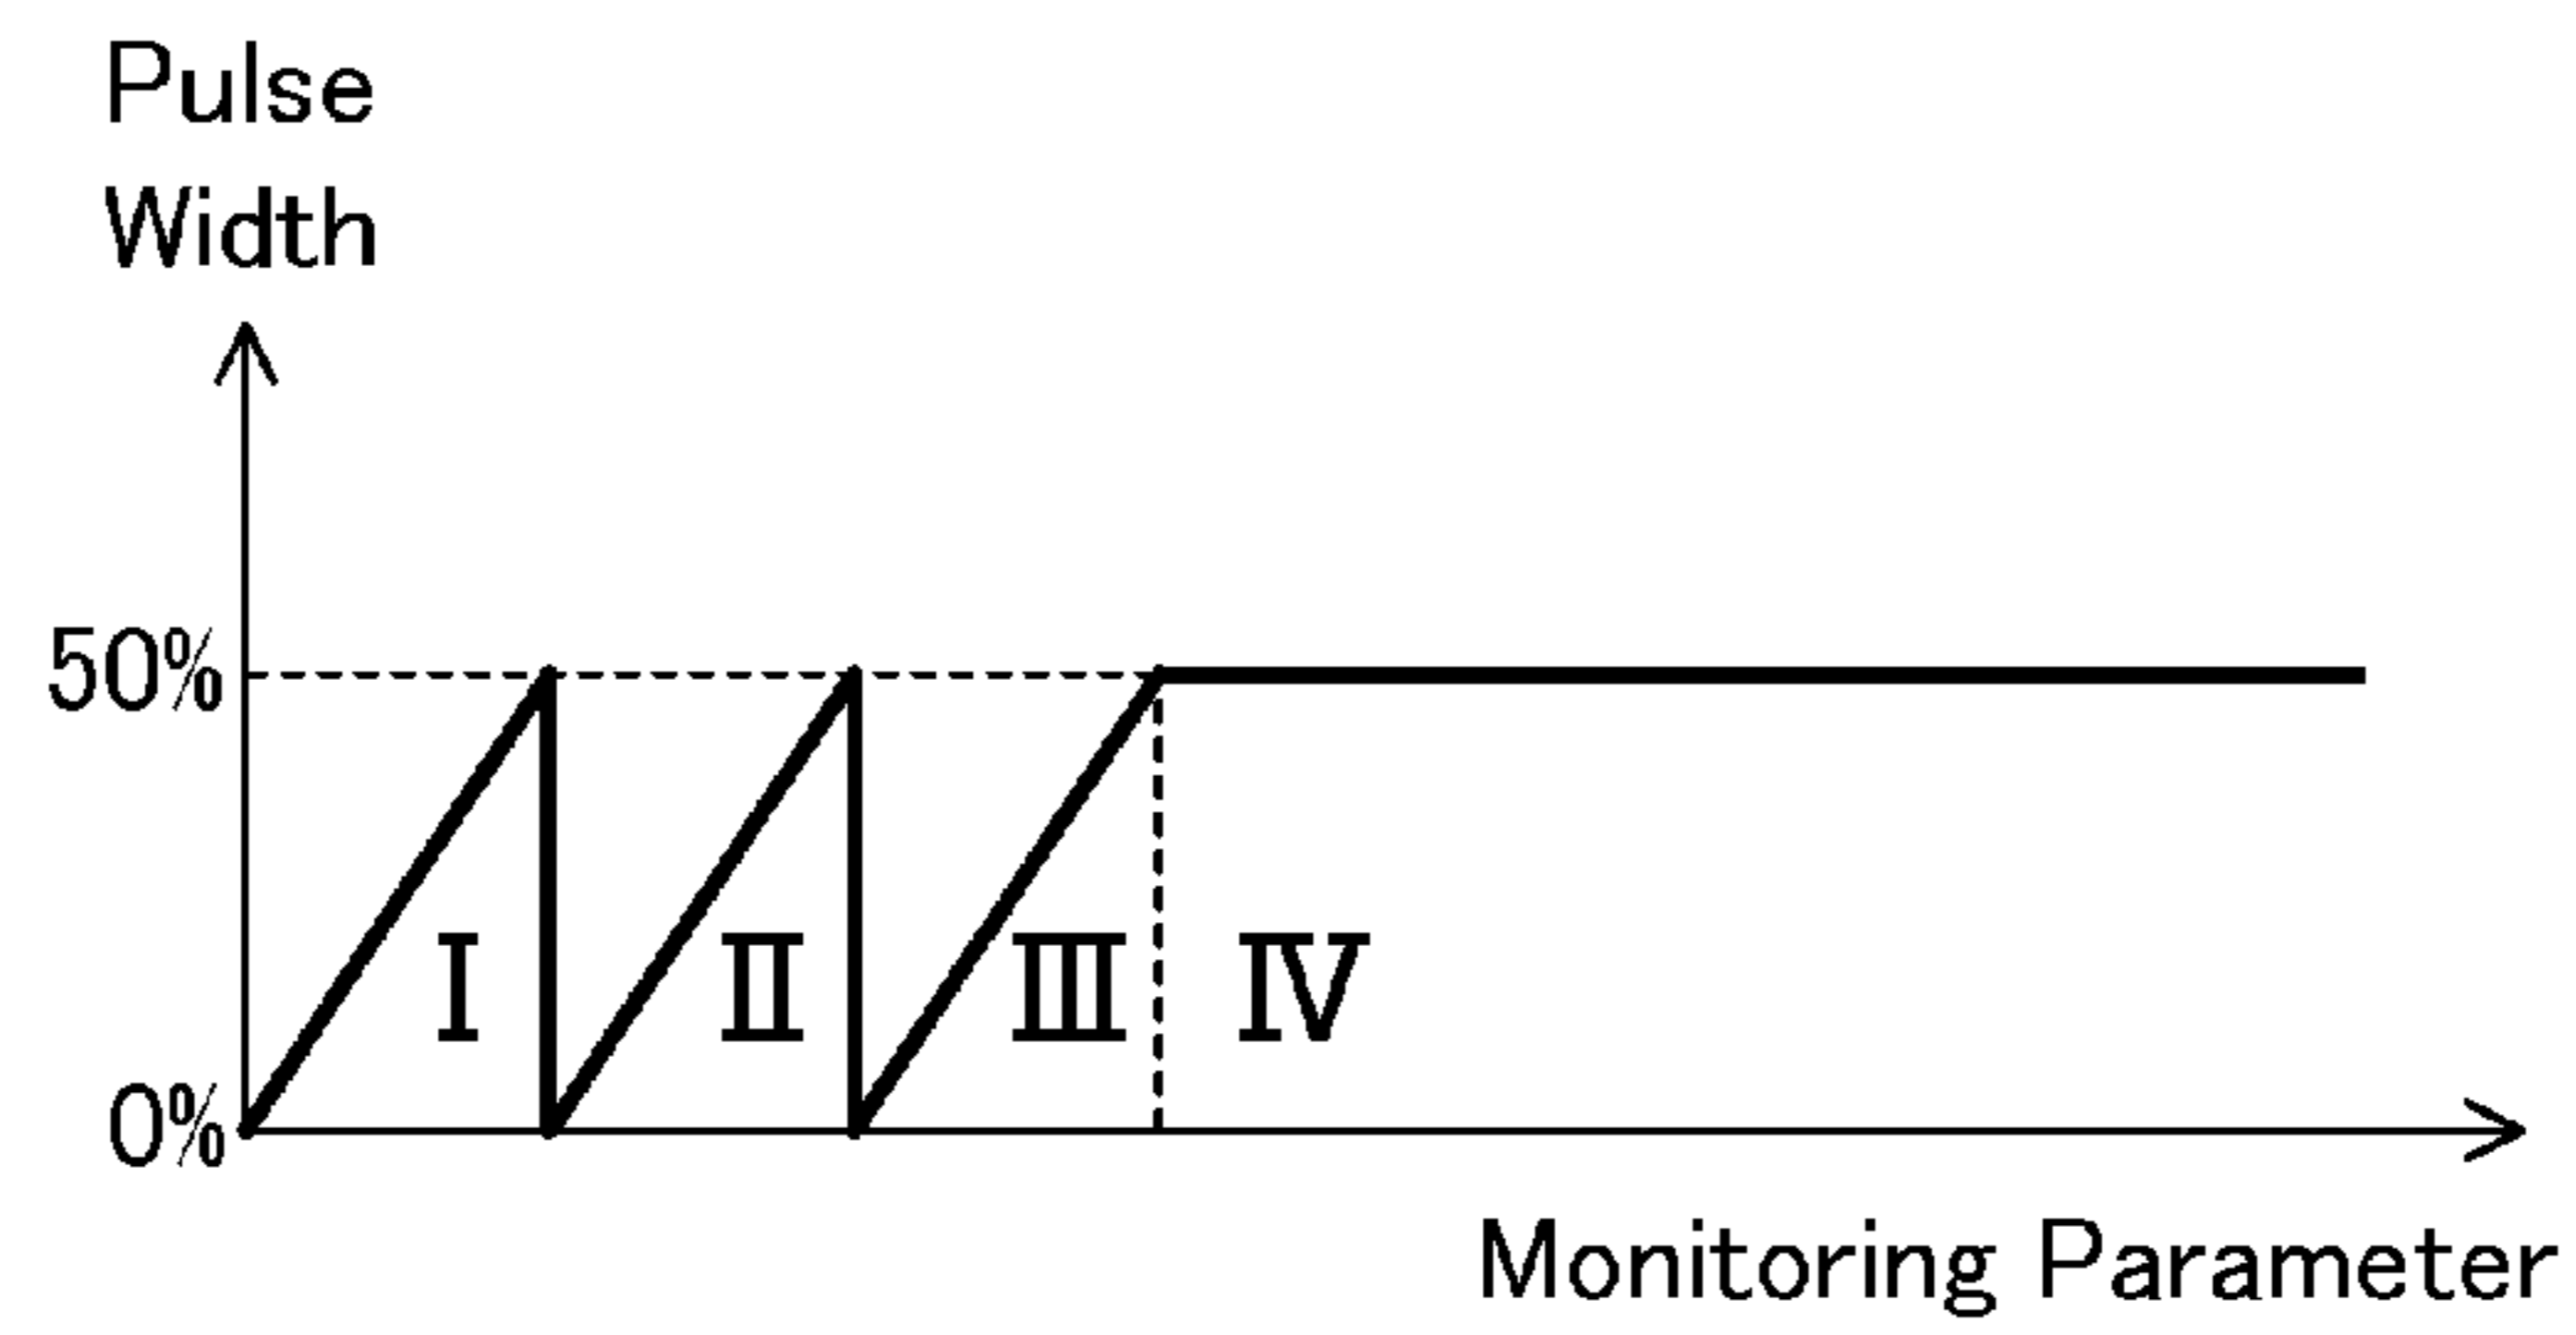 Pulse
Width
50%
Ⅰ Ⅱ Ⅲ Ⅳ
0%
Monitoring Parameter